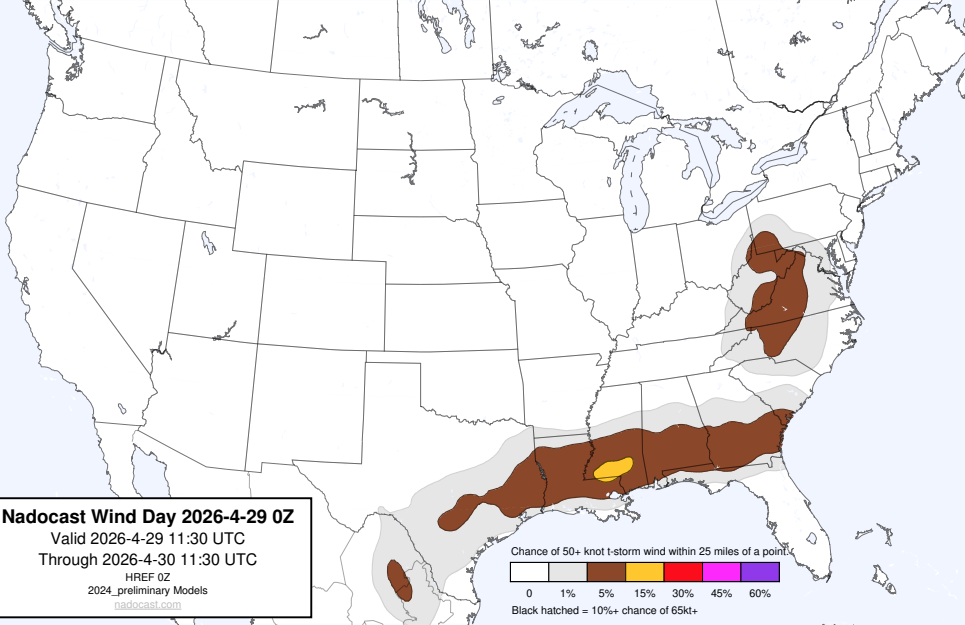 Nadocast Wind Day 2026-4-29 0Z
Valid 2026-4-29 11:30 UTC
Through 2026-4-30 11:30 UTC
HREF 0Z
2024_preliminary Models
nadocast.com
Chance of 50+ knot t-storm wind within 25 miles of a point.
0 1% 5% 15% 30% 45% 60%
Black hatched = 10%+ chance of 65kt+